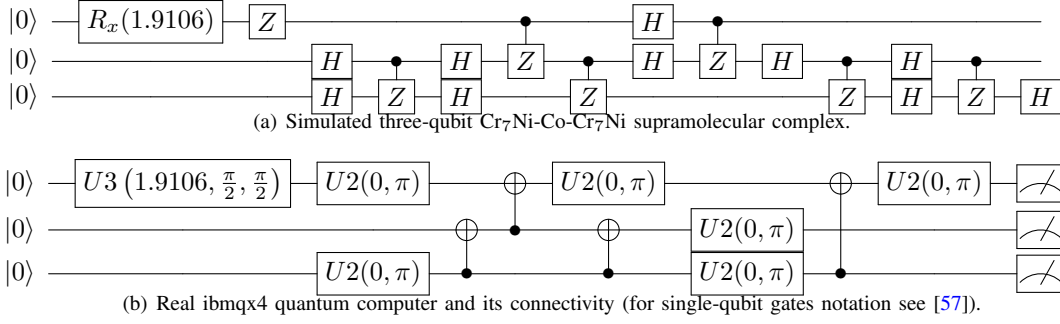 |0⟩ R_x(1.9106) Z H Z
|0⟩ H H Z H Z H H
|0⟩ H Z H Z Z H Z H
(a) Simulated three-qubit Cr₇Ni-Co-Cr₇Ni supramolecular complex.
|0⟩ U3 (1.9106, π/2, π/2) U2(0, π) U2(0, π) U2(0, π)
|0⟩ U2(0, π)
|0⟩ U2(0, π) U2(0, π)
(b) Real ibmqx4 quantum computer and its connectivity (for single-qubit gates notation see [57]).